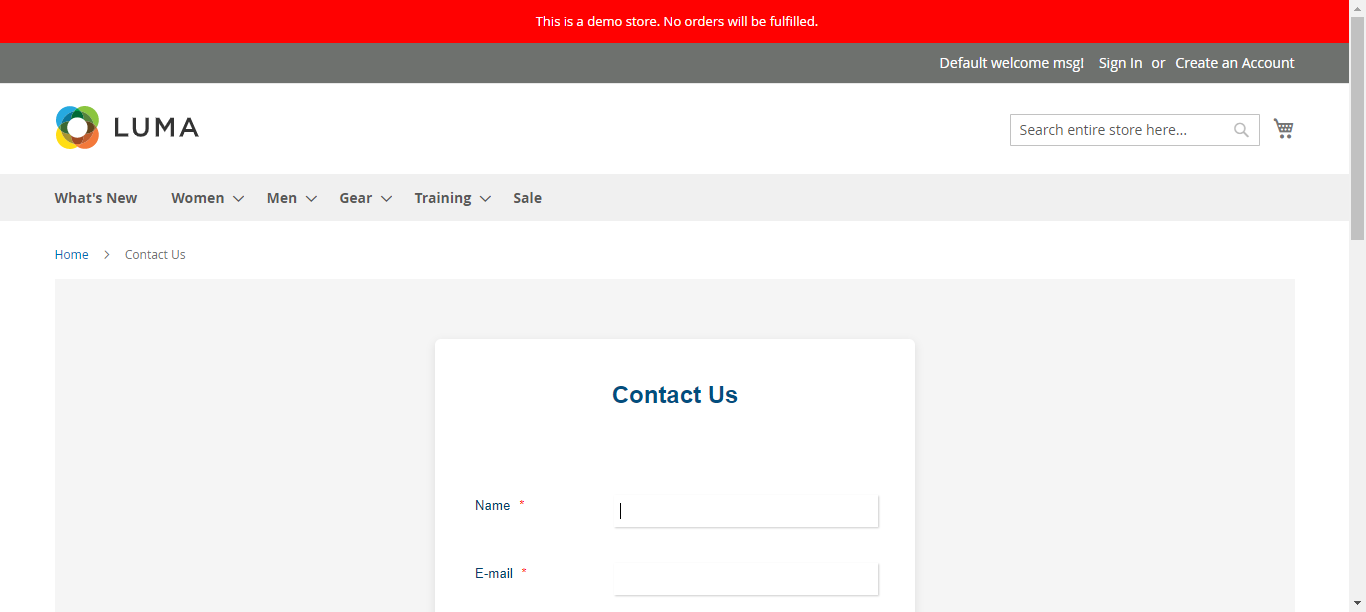 This is a demo store. No orders will be fulfilled.
Default welcome msg! Sign In or Create an Account
LUMA
Search entire store here...
What's New Women Men Gear Training Sale
Home > Contact Us
Contact Us
Name *
E-mail *